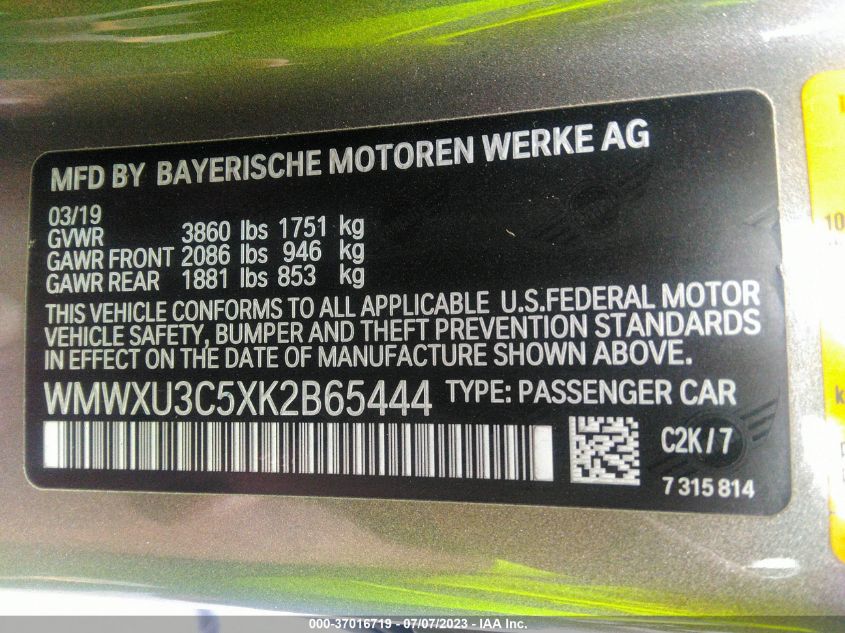 MFD BY BAYERISCHE MOTOREN WERKE AG
03/19
GVWR 3860 lbs 1751 kg
GAWR FRONT 2086 lbs 946 kg
GAWR REAR 1881 lbs 853 kg
THIS VEHICLE CONFORMS TO ALL APPLICABLE U.S.FEDERAL MOTOR
VEHICLE SAFETY, BUMPER AND THEFT PREVENTION STANDARDS
IN EFFECT ON THE DATE OF MANUFACTURE SHOWN ABOVE.
WMWXU3C5XK2B65444 TYPE: PASSENGER CAR
C2K/7
7 315 814
10
k
000-37016719 - 07/07/2023 - IAA Inc.